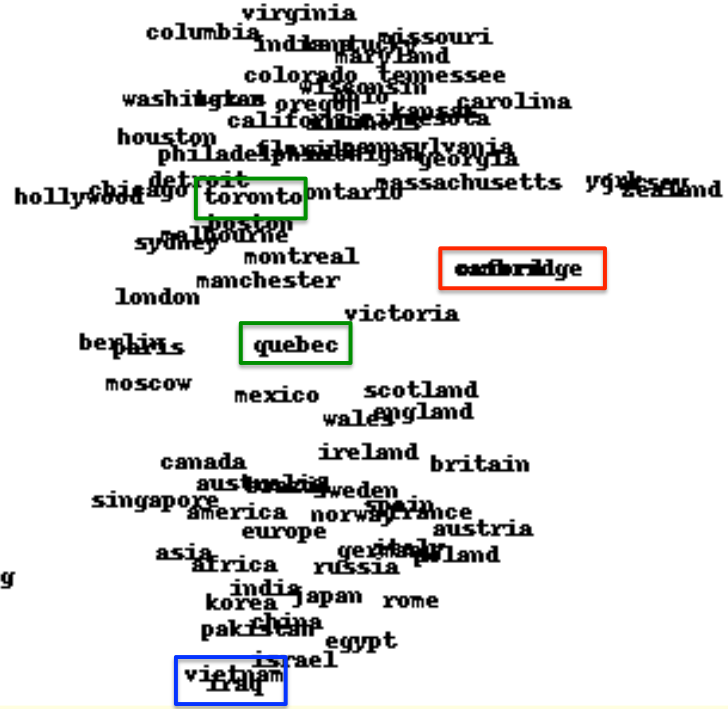 virginia
columbia
missouri
indiana kentucky
maryland
colorado tennessee
wisconsin
washington ohio carolina
oregon kansas
california illinois minnesota
houston
philadelphia florida michigan pennsylvania
georgia
detroit massachusetts york jersey
hollywood chicago toronto ontario zealand
boston
melbourne
sydney
montreal
cambridge
manchester
london
victoria
berlin quebec
paris
moscow scotland
mexico
england
wales
ireland
canada britain
australia
singapore sweden
america norway spain france
europe austria
asia germany italy poland
africa russia
g
india
korea japan rome
china
pakistan
egypt
israel
vietnam
iraq